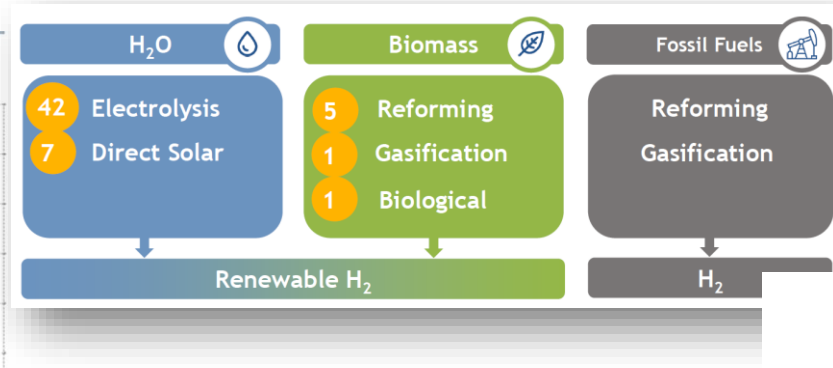 H₂O
42 Electrolysis
7 Direct Solar
Biomass
5 Reforming
1 Gasification
1 Biological
Fossil Fuels
Reforming
Gasification
Renewable H₂
H₂